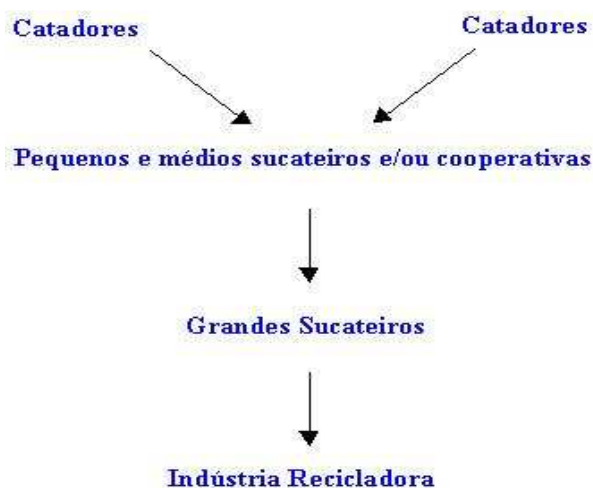 Catadores
Catadores
Pequenos e médios sucateiros e/ou cooperativas
Grandes Sucateiros
Indústria Recicladora